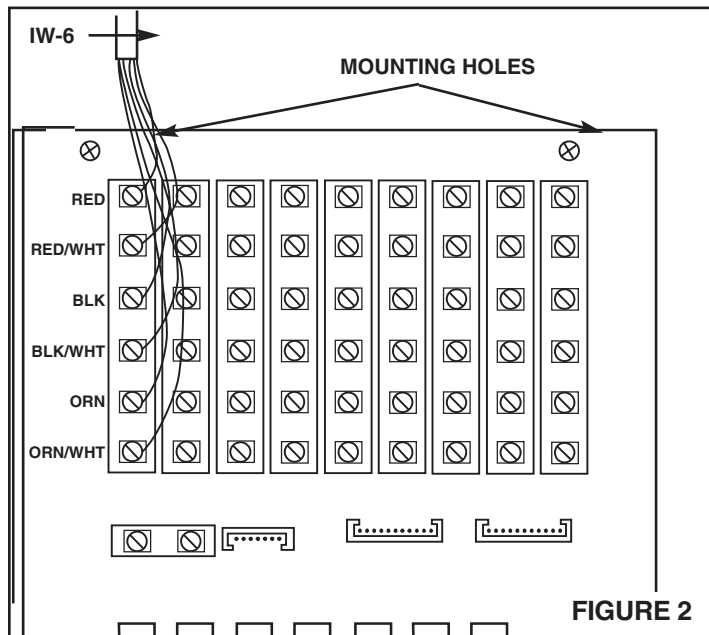 IW-6
MOUNTING HOLES
RED
RED/WHT
BLK
BLK/WHT
ORN
ORN/WHT
FIGURE 2